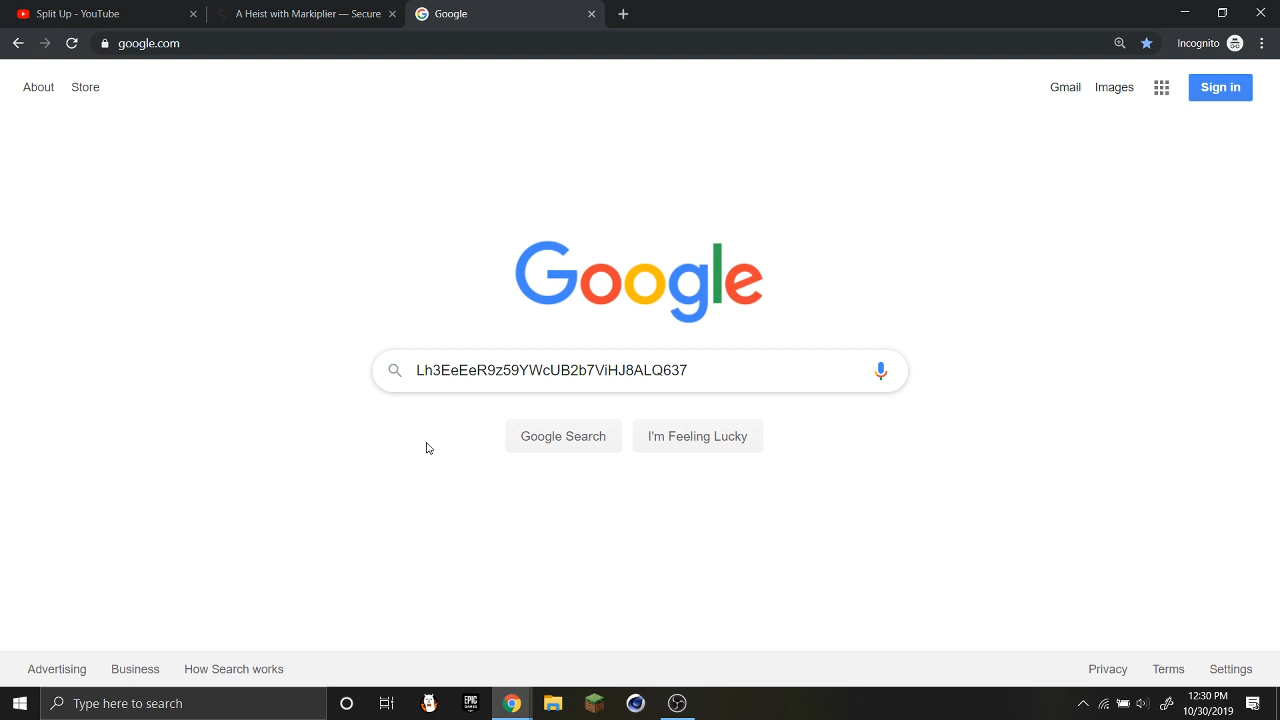 Split Up - YouTube
A Heist with Markiplier — Secure
Google
google.com
Incognito
About
Store
Gmail
Images
Sign in
Google
Lh3EeEeR9z59YWcUB2b7ViHJ8ALQ637
Google Search
I'm Feeling Lucky
Advertising
Business
How Search works
Privacy
Terms
Settings
Type here to search
EPIC
GAMES
12:30 PM
10/30/2019